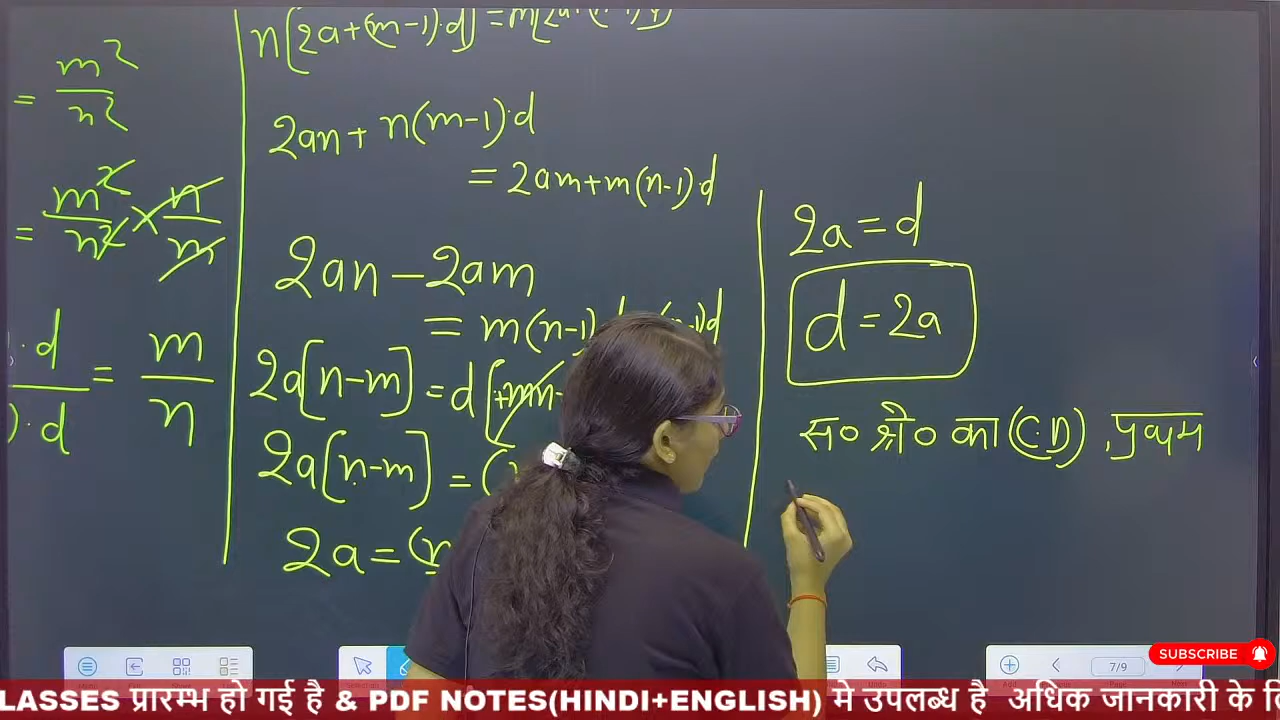 = m²/n²
= m²/n² × n/m
· d / ) · d = m/n
n[2a+(m-1)·d] = m[2a+
2an + n(m-1)·d
= 2am+m(n-1)·d
2an - 2am
= m(n-1)
2a[n-m] = d[+mn-
2a[n-m] = (
2a = (n
2a = d
d = 2a
स० श्रे० का (C.D) , प्रथम
7/9
SUBSCRIBE
LASSES प्रारम्भ हो गई है & PDF NOTES(HINDI+ENGLISH) मे उपलब्ध है अधिक जानकारी के लि